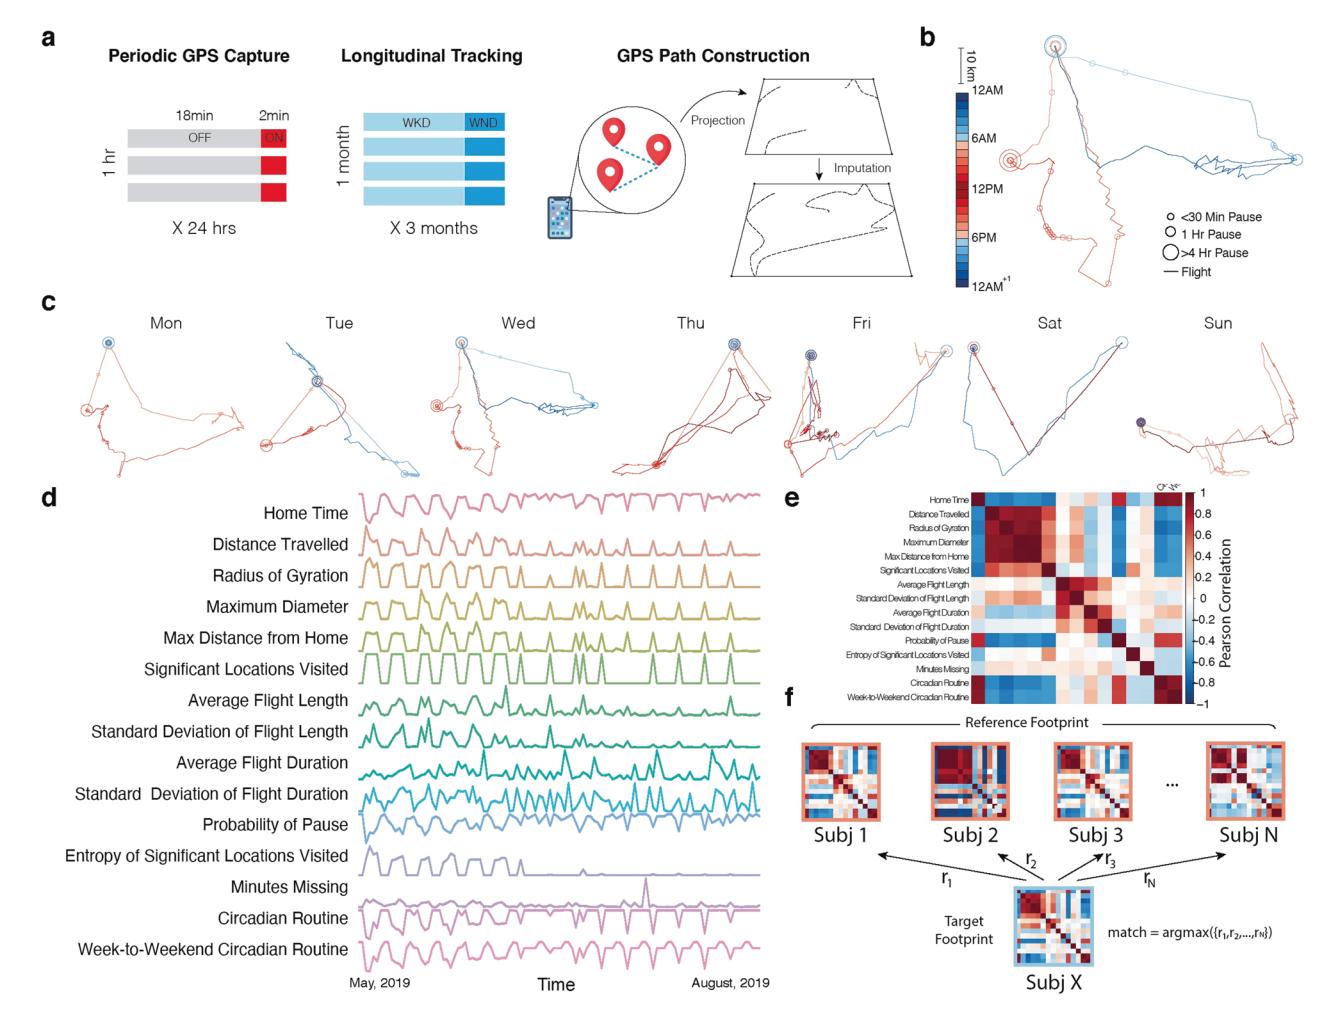 a
Periodic GPS Capture
Longitudinal Tracking
GPS Path Construction
18min
2min
OFF
ON
1 hr
X 24 hrs
WKD
WND
1 month
X 3 months
Projection
Imputation
b
10 km
12AM
6AM
12PM
6PM
12AM+1
<30 Min Pause
1 Hr Pause
>4 Hr Pause
Flight
c
Mon
Tue
Wed
Thu
Fri
Sat
Sun
d
Home Time
Distance Travelled
Radius of Gyration
Maximum Diameter
Max Distance from Home
Significant Locations Visited
Average Flight Length
Standard Deviation of Flight Length
Average Flight Duration
Standard Deviation of Flight Duration
Probability of Pause
Entropy of Significant Locations Visited
Minutes Missing
Circadian Routine
Week-to-Weekend Circadian Routine
May, 2019
Time
August, 2019
e
Home Time
Distance Travelled
Radius of Gyration
Maximum Diameter
Max Distance from Home
Significant Locations Visited
Average Flight Length
Standard Deviation of Flight Length
Average Flight Duration
Standard Deviation of Flight Duration
Probability of Pause
Entropy of Significant Locations Visited
Minutes Missing
Circadian Routine
Week-to-Weekend Circadian Routine
1
0.8
0.6
0.4
0.2
0
-0.2
-0.4
-0.6
-0.8
-1
Pearson Correlation
f
Reference Footprint
...
Subj 1
Subj 2
Subj 3
Subj N
r1
r2
r3
rN
Target
Footprint
match = argmax({r1,r2,...,rN})
Subj X